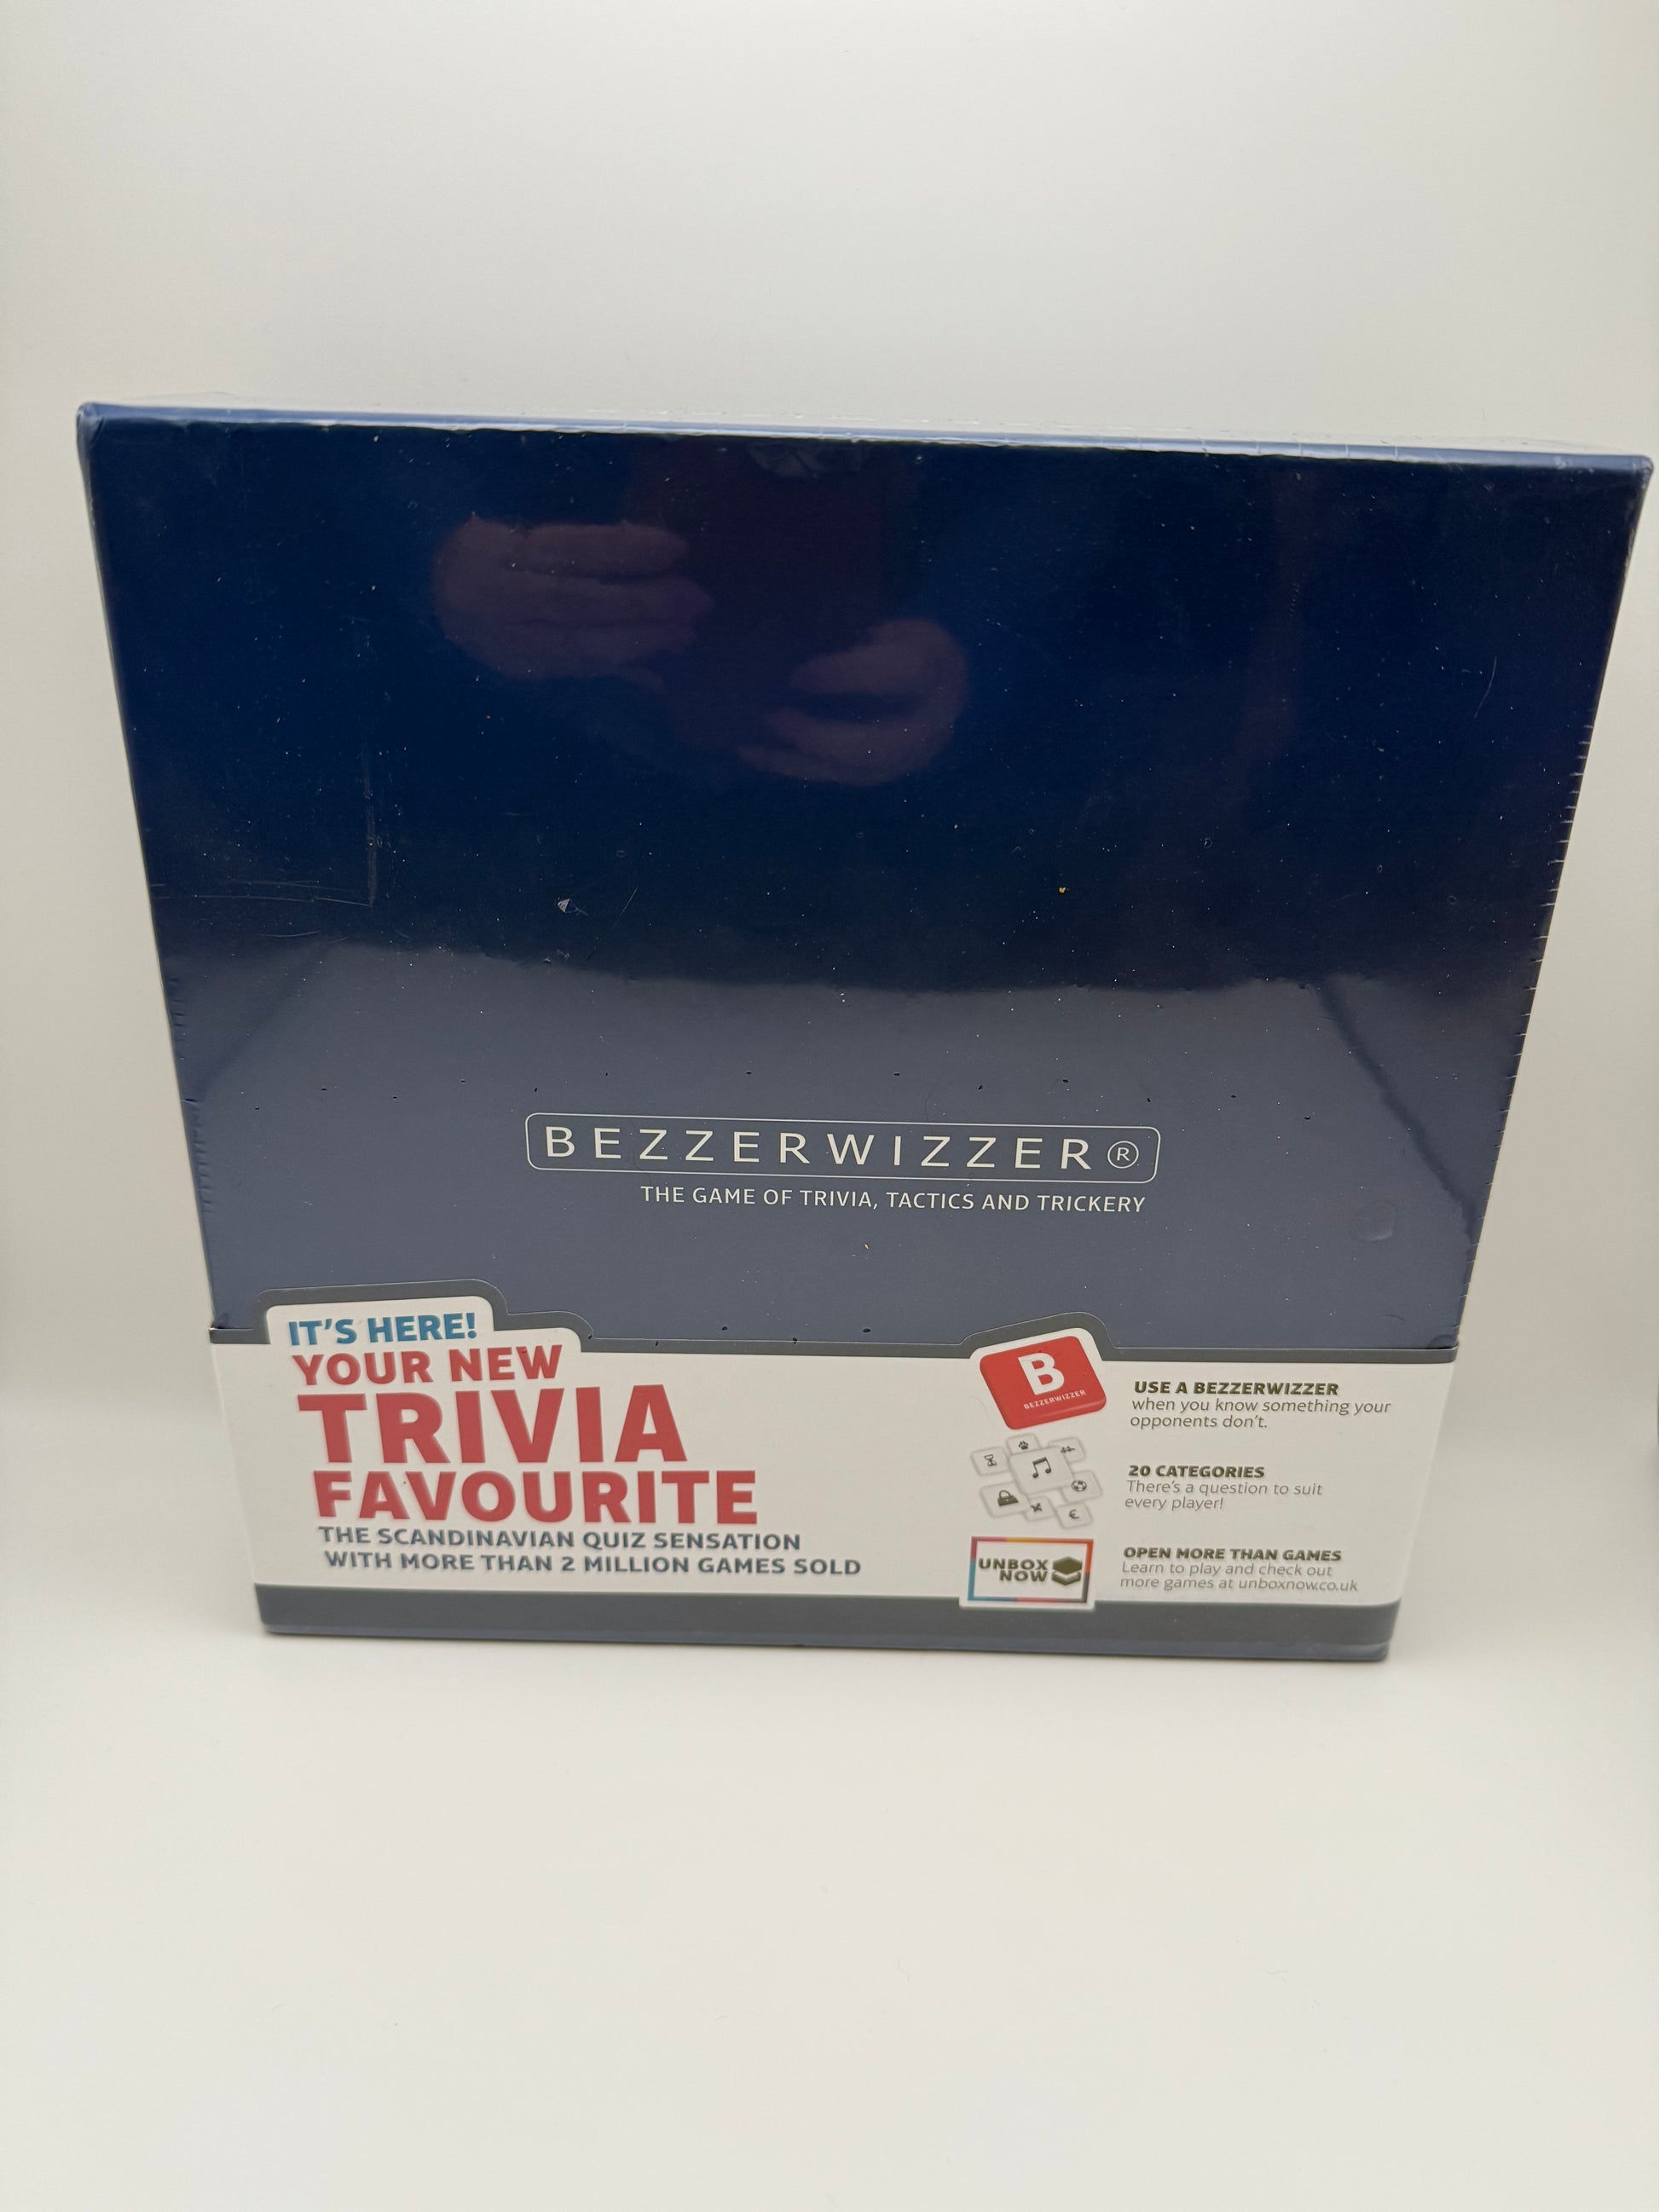 BEZZERWIZZER®
THE GAME OF TRIVIA, TACTICS AND TRICKERY
IT'S HERE!
YOUR NEW
TRIVIA
FAVOURITE
THE SCANDINAVIAN QUIZ SENSATION
WITH MORE THAN 2 MILLION GAMES SOLD
B
BEZZERWIZZER
USE A BEZZERWIZZER
when you know something your
opponents don't.
20 CATEGORIES
There's a question to suit
every player!
€
UNBOX
NOW
OPEN MORE THAN GAMES
Learn to play and check out
more games at unboxnow.co.uk